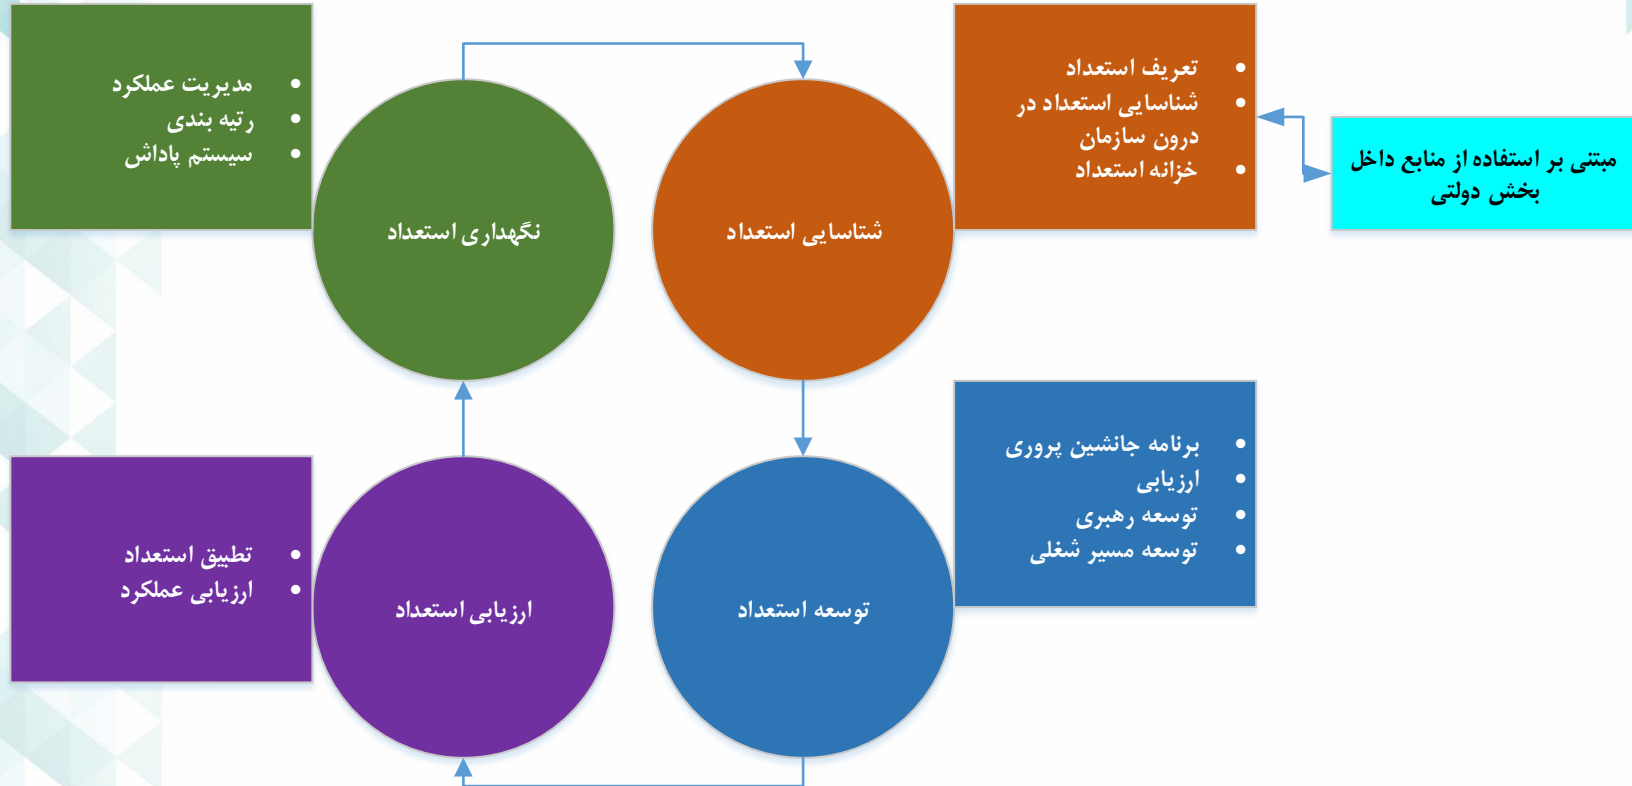 • تعریف استعداد
• شناسایی استعداد در
درون سازمان
• خزانه استعداد
مبتنی بر استفاده از منابع داخل
بخش دولتی
شتاسایی استعداد
• مدیریت عملکرد
• رتبه بندی
• سیستم پاداش
نگهداری استعداد
• برنامه جانشین پروری
• ارزیابی
• توسعه رهبری
• توسعه مسیر شغلی
توسعه استعداد
• تطبیق استعداد
• ارزیابی عملکرد
ارزیابی استعداد